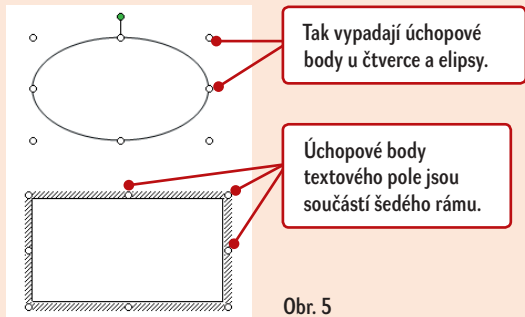 Tak vypadají úchopové
body u čtverce a elipsy.
Úchopové body
textového pole jsou
součástí šedého rámu.
Obr. 5